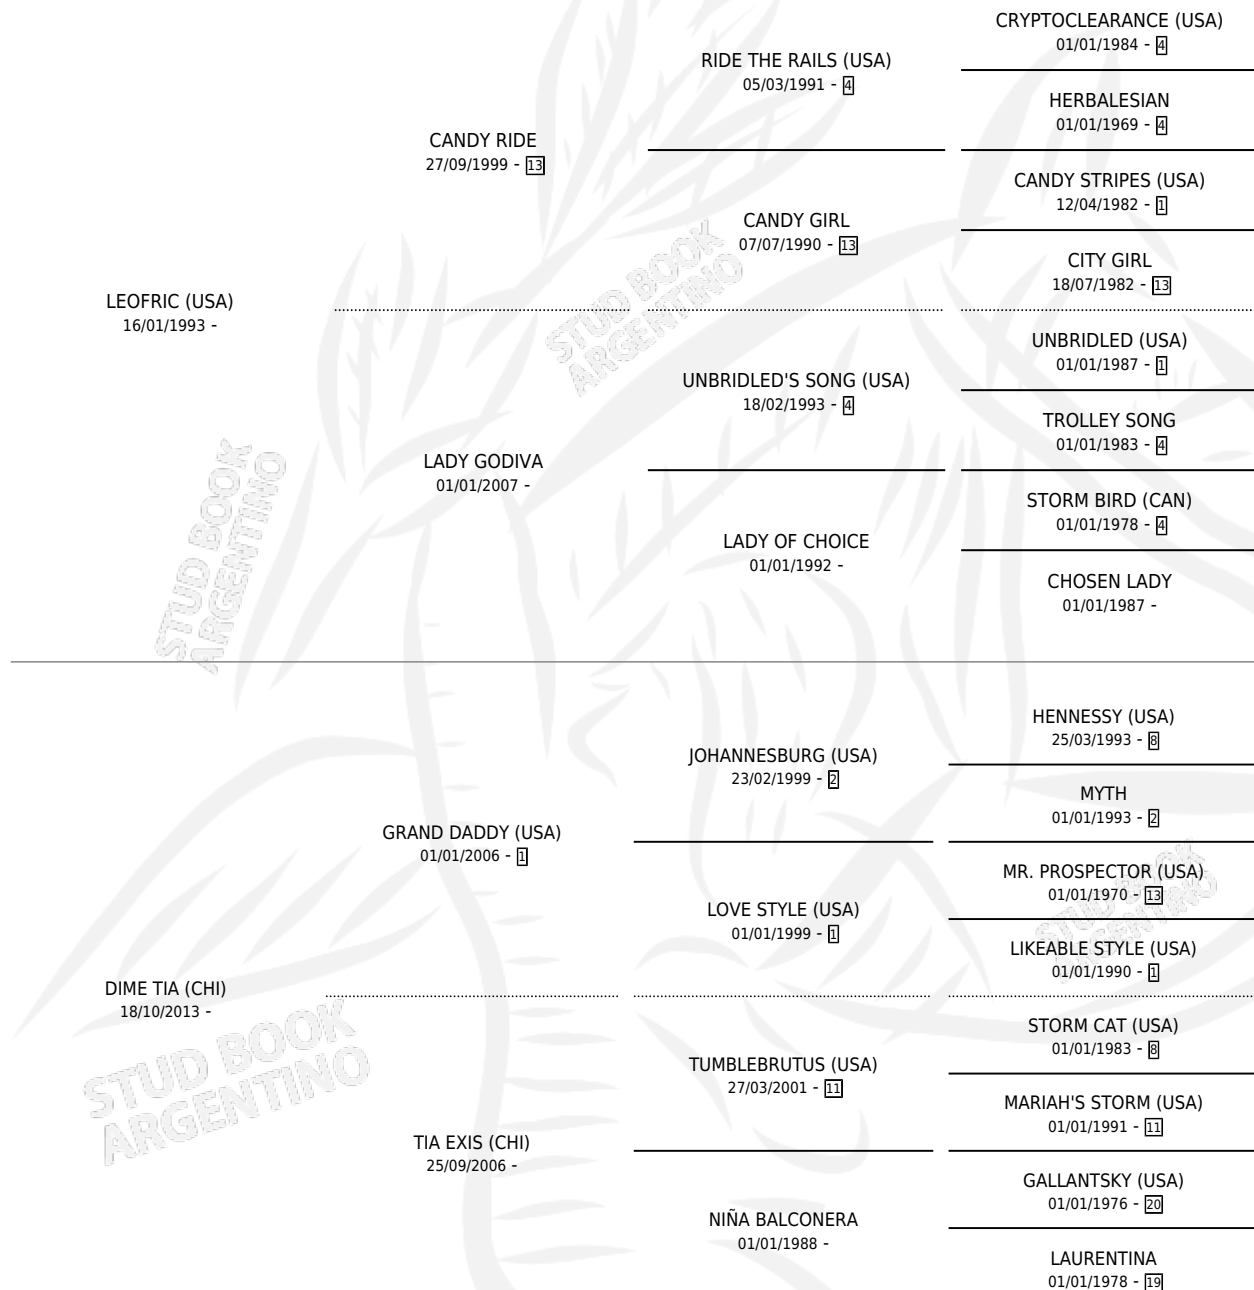 CRYPTOCLEARANCE (USA)
01/01/1984 - 4
RIDE THE RAILS (USA)
05/03/1991 - 4
HERBALESIAN
01/01/1969 - 4
CANDY RIDE
27/09/1999 - 13
CANDY STRIPES (USA)
12/04/1982 - 1
CANDY GIRL
07/07/1990 - 13
CITY GIRL
18/07/1982 - 13
LEOFRIC (USA)
16/01/1993 -
UNBRIDLED (USA)
01/01/1987 - 1
UNBRIDLED'S SONG (USA)
18/02/1993 - 4
TROLLEY SONG
01/01/1983 - 4
LADY GODIVA
01/01/2007 -
STORM BIRD (CAN)
01/01/1978 - 4
LADY OF CHOICE
01/01/1992 -
CHOSEN LADY
01/01/1987 -
STUD BOOK
ARGENTINO
STUD BOOK
ARGENTINO
HENNESSY (USA)
25/03/1993 - 8
JOHANNESBURG (USA)
23/02/1999 - 2
MYTH
01/01/1993 - 2
GRAND DADDY (USA)
01/01/2006 - 1
MR. PROSPECTOR (USA)
01/01/1970 - 13
LOVE STYLE (USA)
01/01/1999 - 1
LIKEABLE STYLE (USA)
01/01/1990 - 1
DIME TIA (CHI)
18/10/2013 -
STORM CAT (USA)
01/01/1983 - 8
TUMBLEBRUTUS (USA)
27/03/2001 - 11
MARIAH'S STORM (USA)
01/01/1991 - 11
TIA EXIS (CHI)
25/09/2006 -
GALLANTSKY (USA)
01/01/1976 - 20
NIÑA BALCONERA
01/01/1988 -
LAURENTINA
01/01/1978 - 19
STUD BOOK
ARGENTINO
STUD BOOK
ARGENTINO